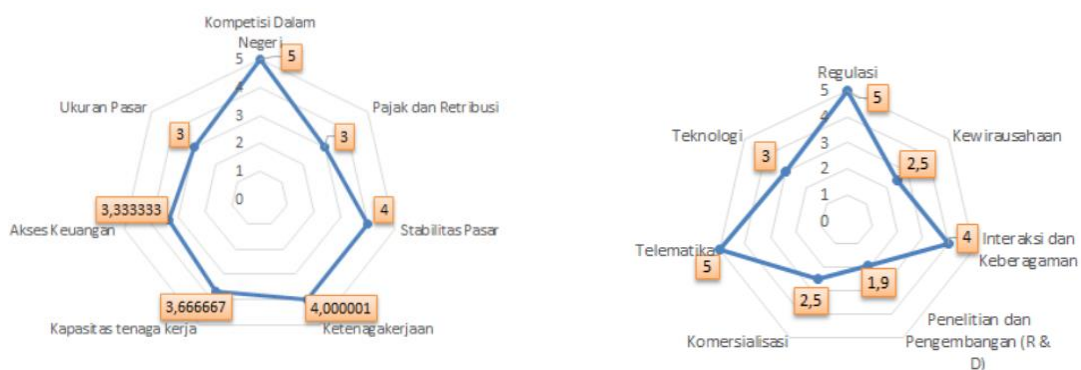 Kompetisi Dalam
Negeri
5
5
4
3
2
1
0
Ukuran Pasar
3
Pajak dan Retribusi
3
3,333333
Akses Keuangan
4
Stabilitas Pasar
3,666667
Kapasitas tenaga kerja
4,000001
Ketenagakerjaan
Regulasi
5
5
4
3
2
1
0
Teknologi
3
Kewirausahaan
2,5
Telematika
5
4
Interaksi dan
Keberagaman
2,5
Komersialisasi
1,9
Penelitian dan
Pengembangan (R &
D)